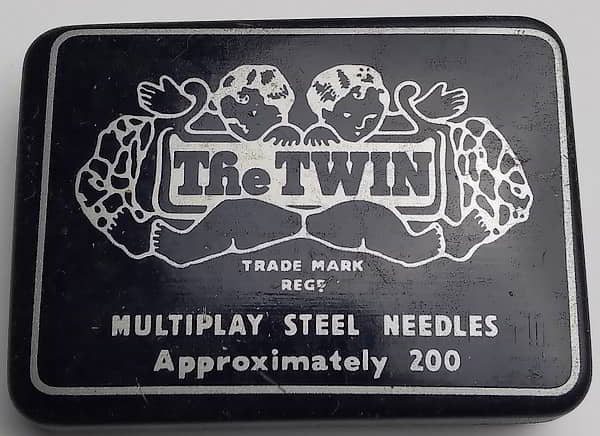 The TWIN
TRADE MARK
REGD
MULTIPLAY STEEL NEEDLES
Approximately 200